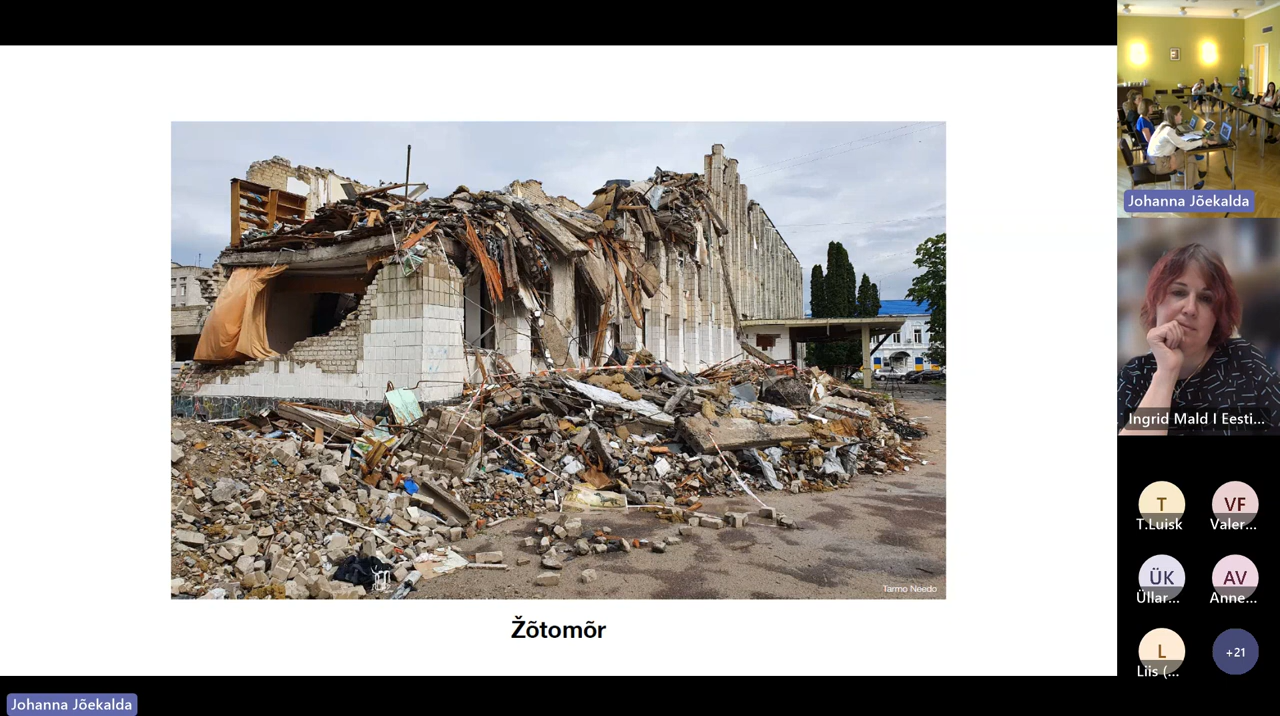 Tarmo Needo
Žõtomõr
Johanna Jõekalda
Johanna Jõekalda
Ingrid Mald I Eesti...
T
T.Luisk
VF
Valer...
ÜK
Üllar...
AV
Anne...
L
Liis (...
+21